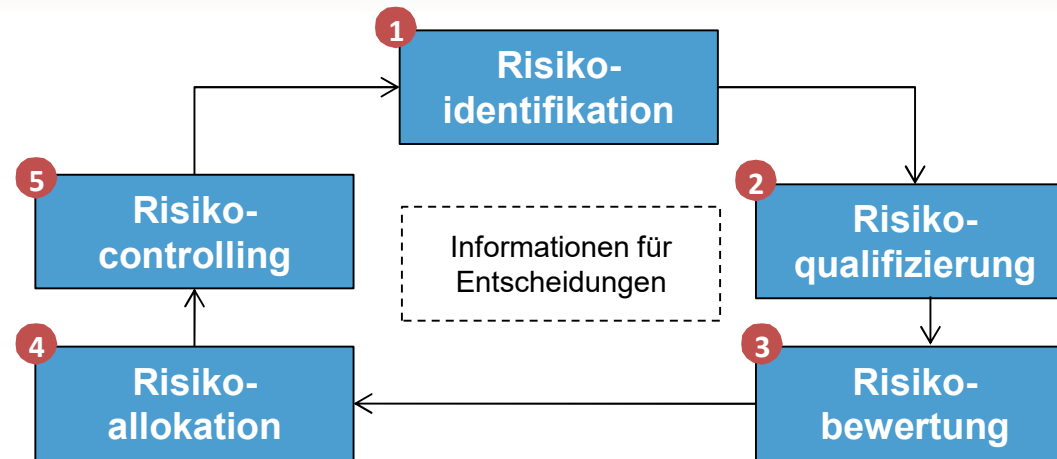 1
Risiko-
identifikation
2
Risiko-
qualifizierung
3
Risiko-
bewertung
4
Risiko-
allokation
5
Risiko-
controlling
Informationen für
Entscheidungen